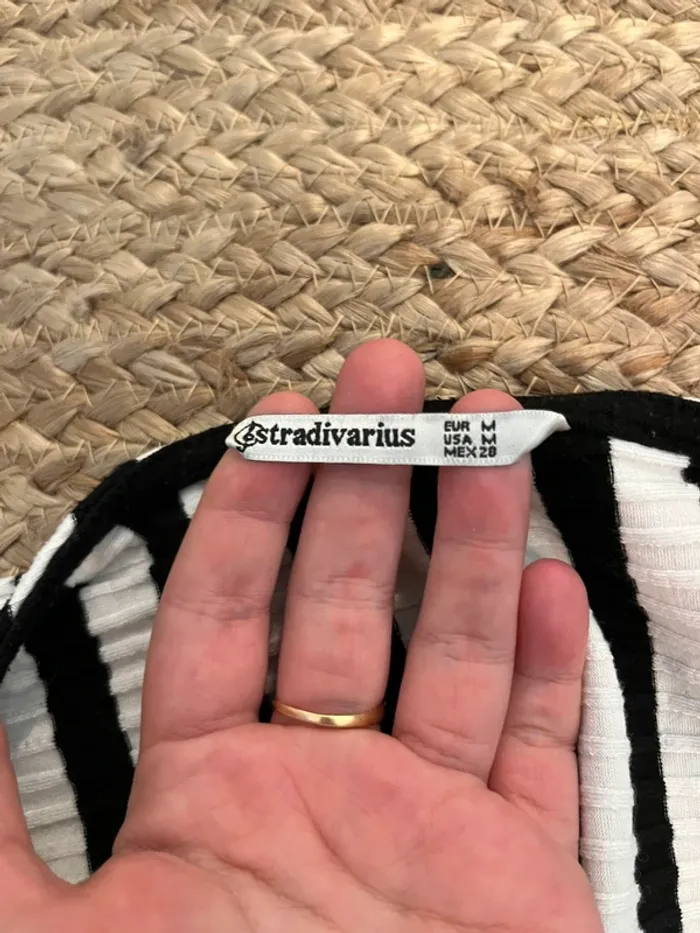 stradivarius
EUR M
USA M
MEX 28